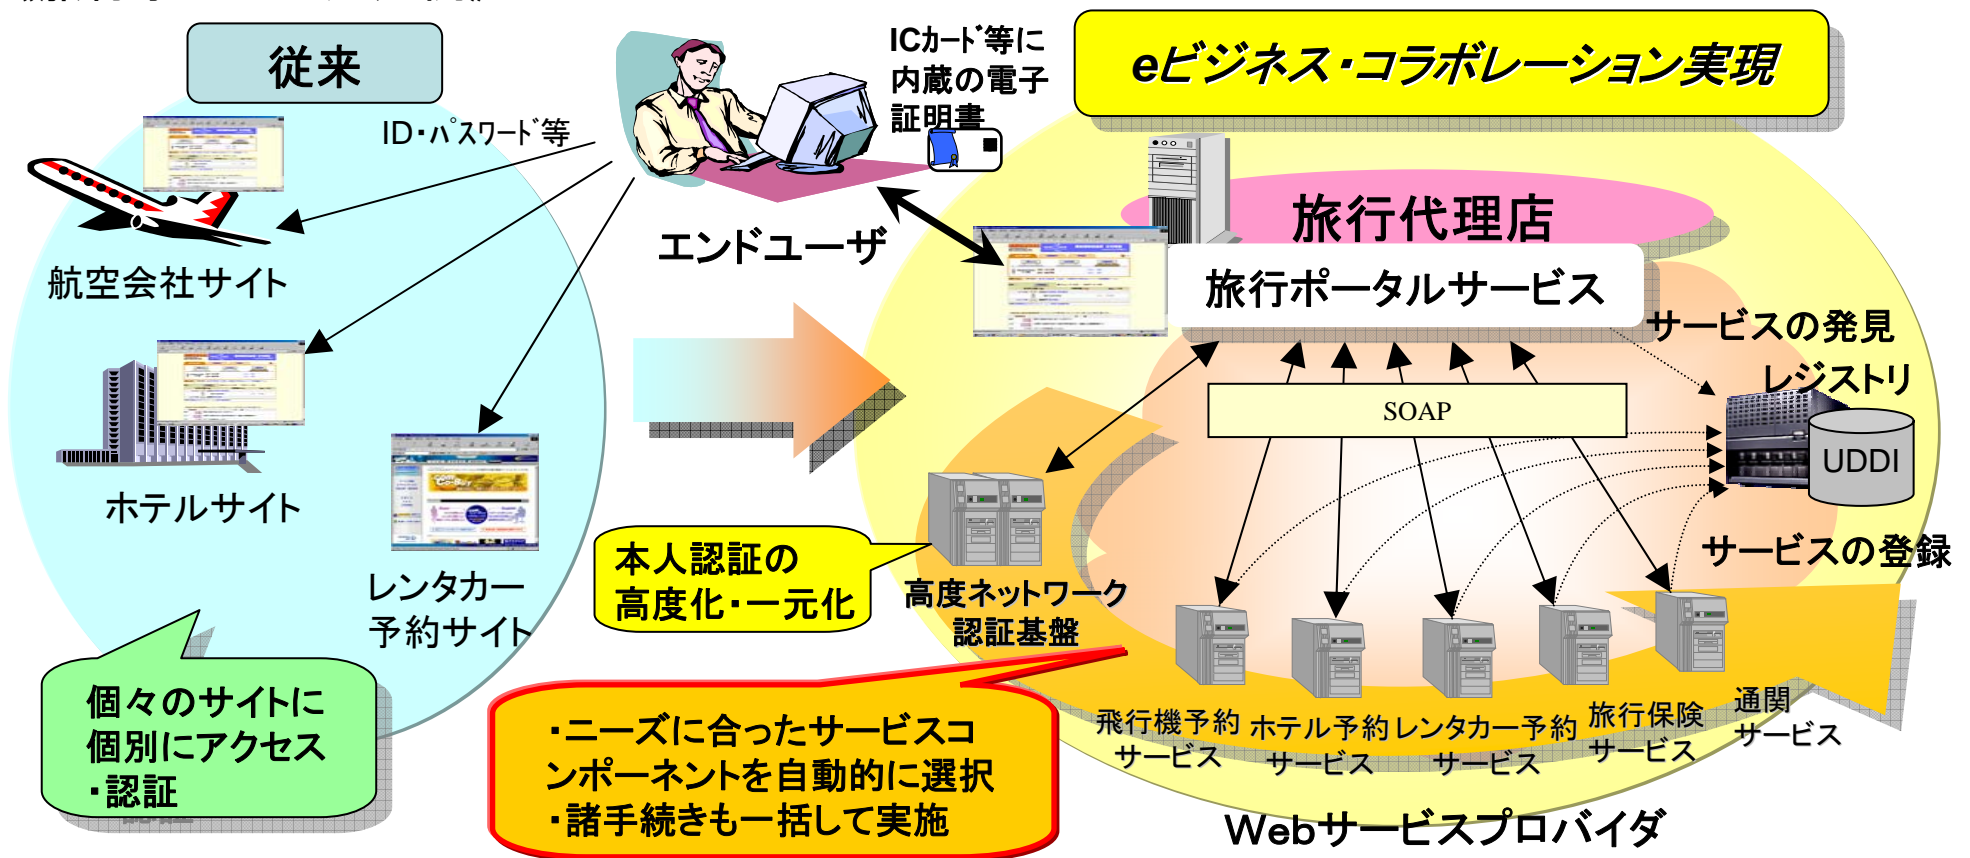 従来
ID・パスワード等
航空会社サイト
ホテルサイト
レンタカー
予約サイト
個々のサイトに
個別にアクセス
・認証
エンドユーザ
ICカード等に
内蔵の電子
証明書
eビジネス・コラボレーション実現
旅行代理店
旅行ポータルサービス
サービスの発見
レジストリ
SOAP
UDDI
サービスの登録
本人認証の
高度化・一元化
高度ネットワーク
認証基盤
・ニーズに合ったサービスコ
ンポーネントを自動的に選択
・諸手続きも一括して実施
飛行機予約
サービス
ホテル予約
サービス
レンタカー予約
サービス
旅行保険
サービス
通関
サービス
Webサービスプロバイダ